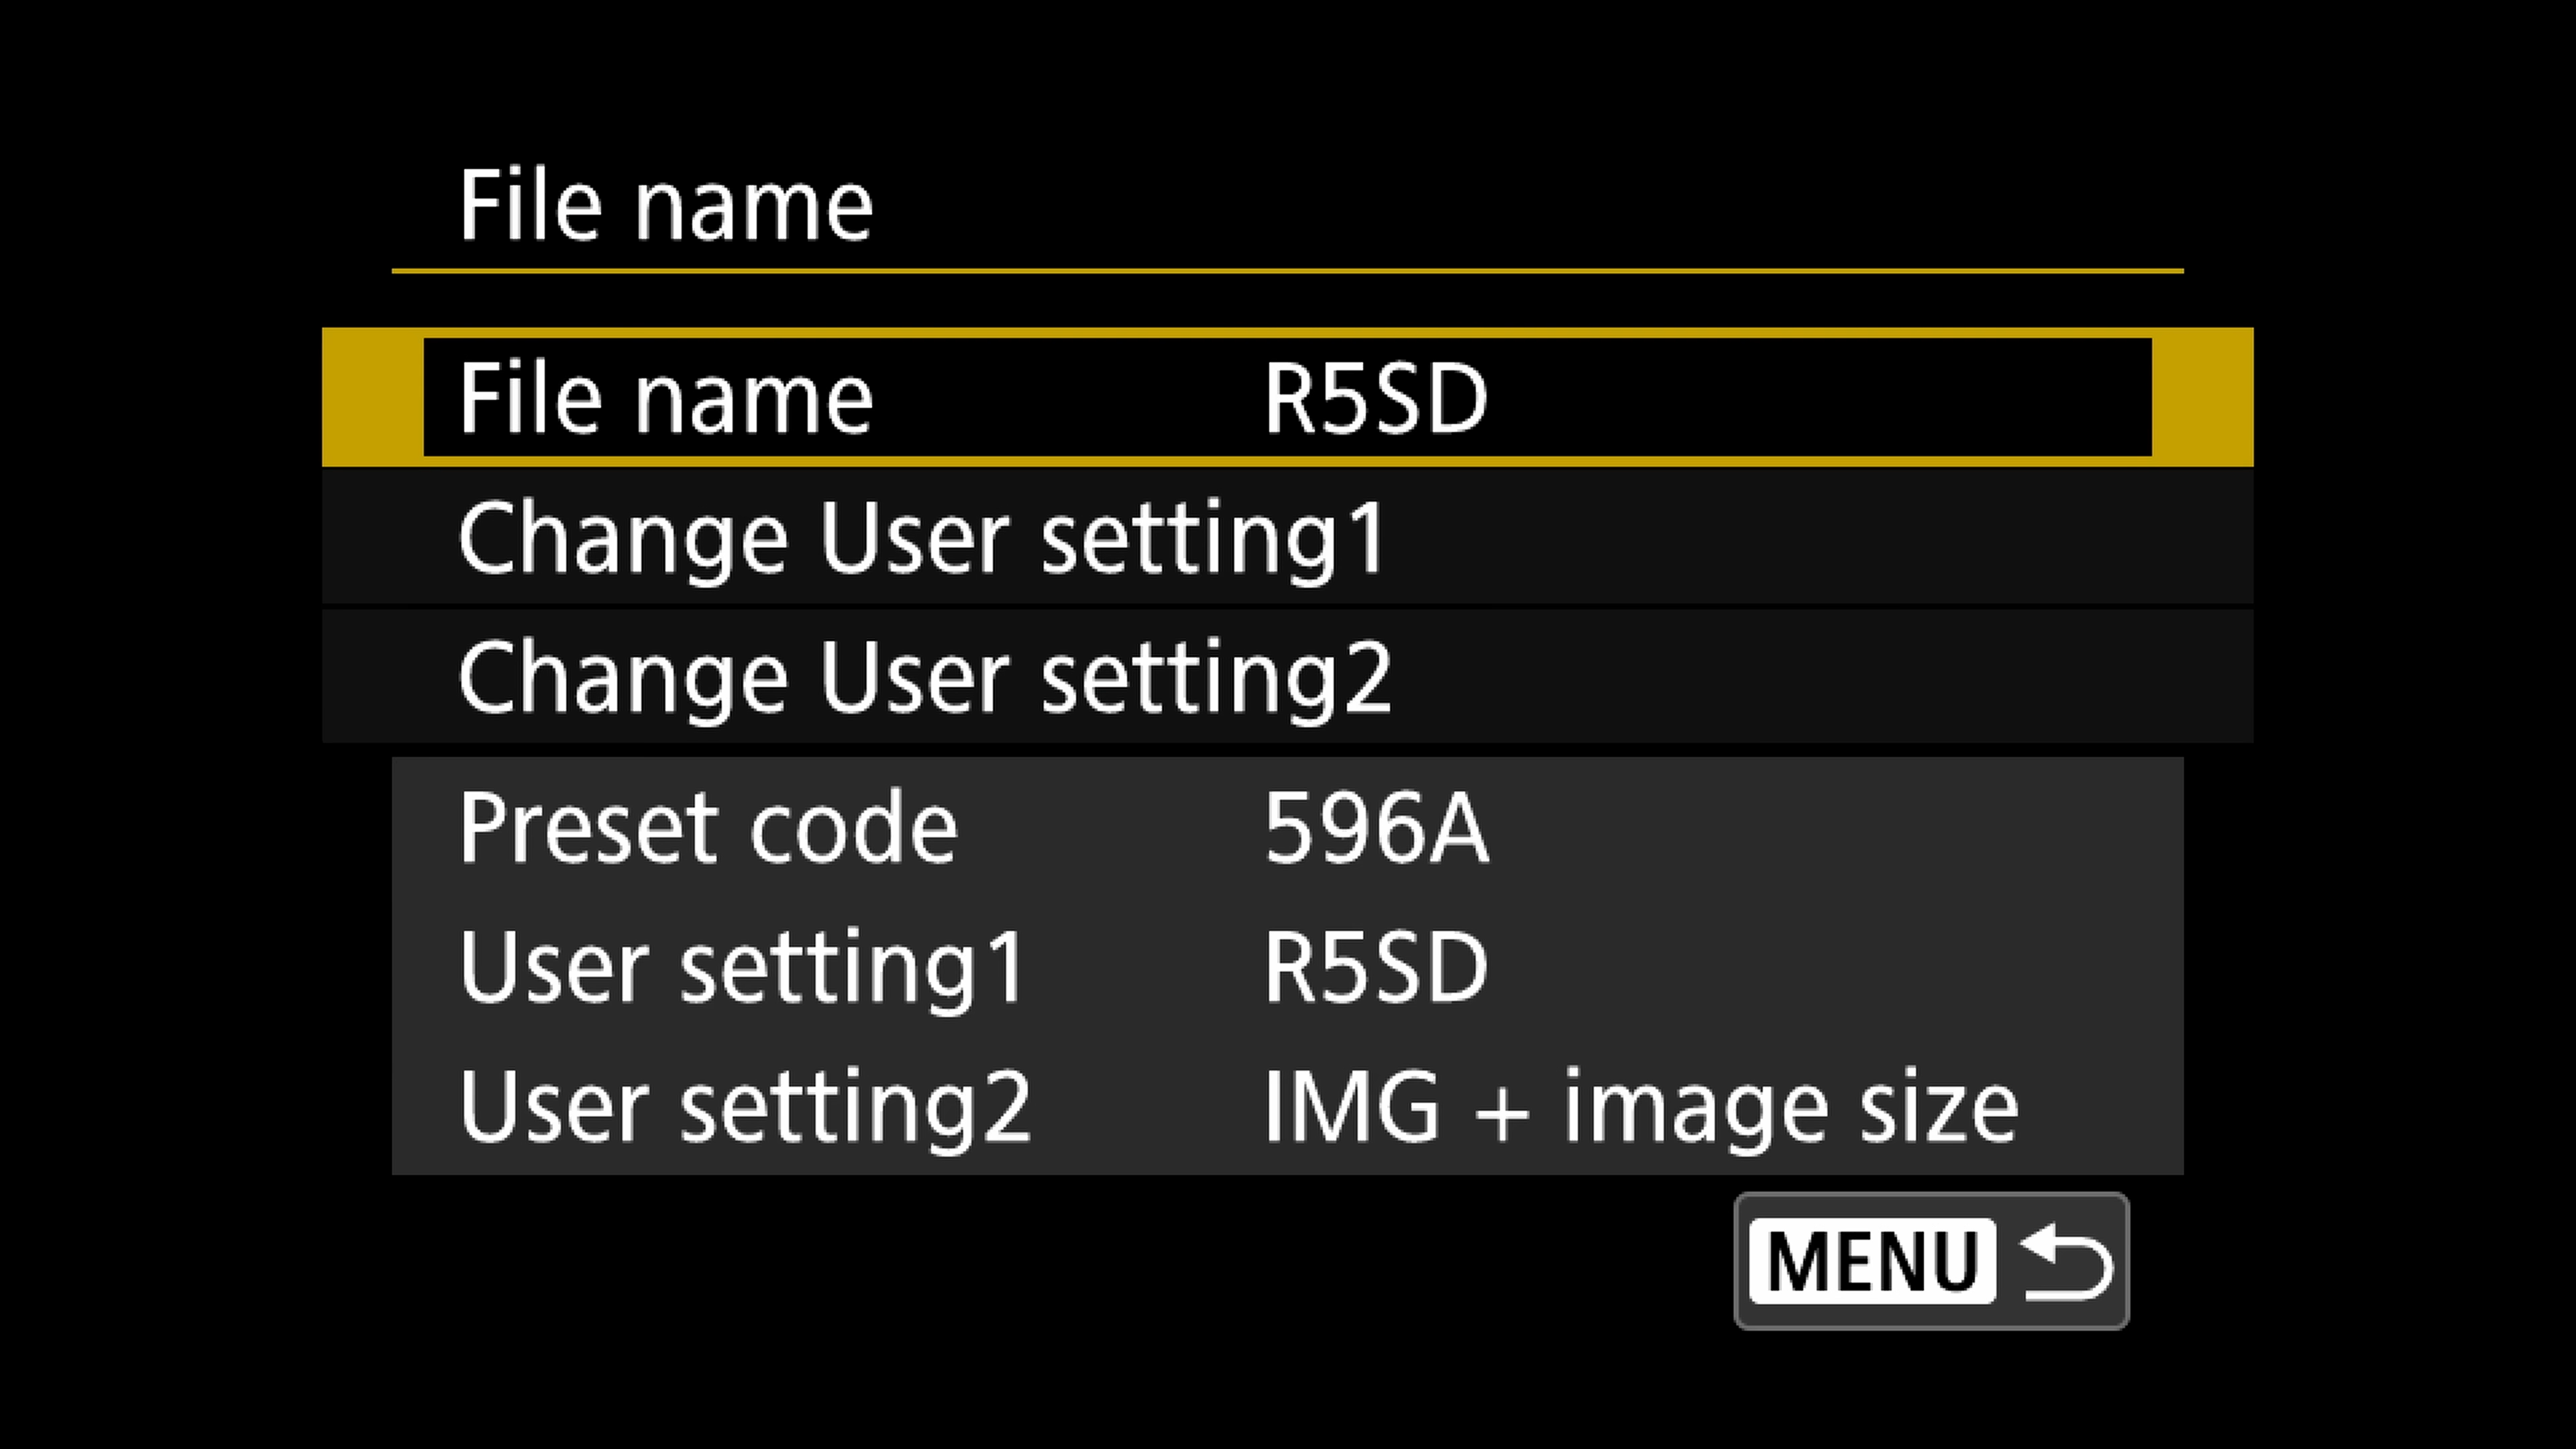 File name
File name R5SD
Change User setting1
Change User setting2
Preset code 596A
User setting1 R5SD
User setting2 IMG + image size
MENU